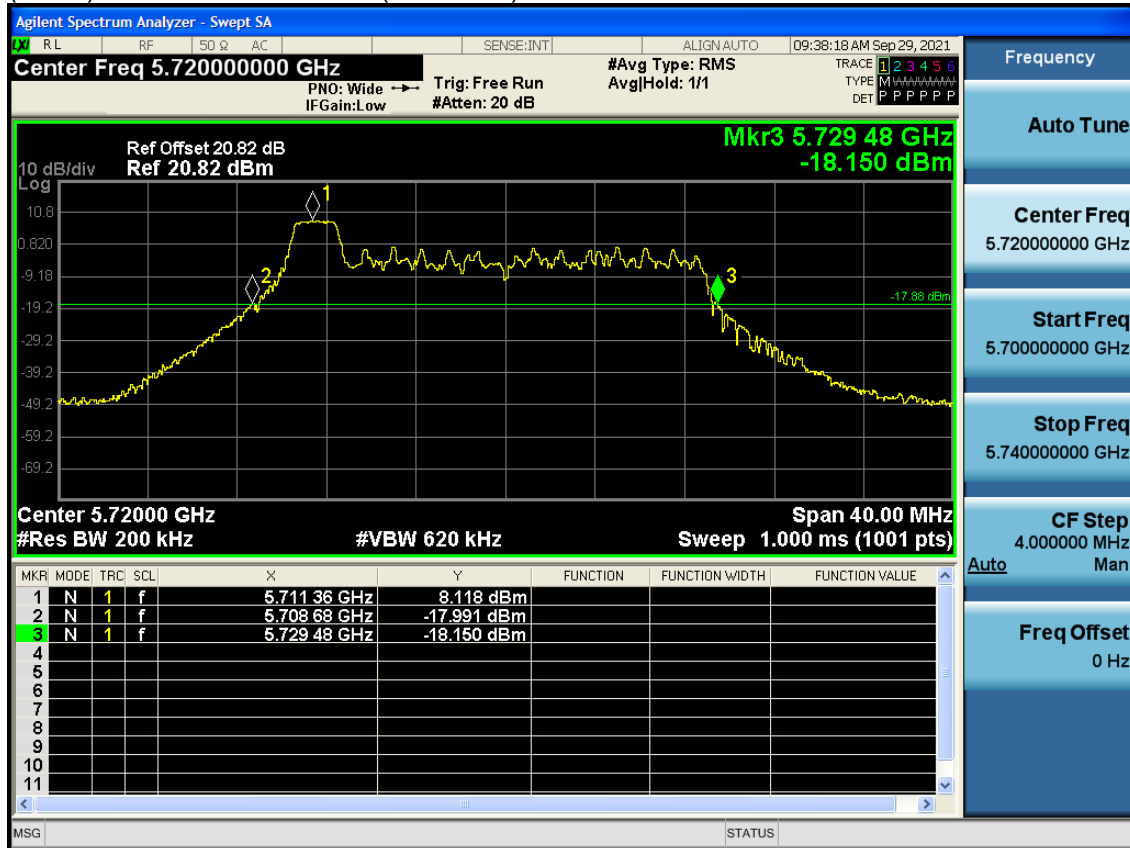 Agilent Spectrum Analyzer - Swept SA
LXI RL RF 50 Ω AC SENSE:INT ALIGN AUTO 09:38:18 AM Sep 29, 2021
Center Freq 5.720000000 GHz
PNO: Wide
IFGain:Low
Trig: Free Run
#Atten: 20 dB
#Avg Type: RMS
Avg|Hold: 1/1
TRACE 1 2 3 4 5 6
TYPE M
DET P P P P P P
Mkr3 5.729 48 GHz
-18.150 dBm
Ref Offset 20.82 dB
10 dB/div Ref 20.82 dBm
Log
10.8
0.820
-9.18
-19.2
-29.2
-39.2
-49.2
-59.2
-69.2
1
2
3
-17.88 dBm
Center 5.72000 GHz Span 40.00 MHz
#Res BW 200 kHz #VBW 620 kHz Sweep 1.000 ms (1001 pts)
MKR MODE TRC SCL X Y FUNCTION FUNCTION WIDTH FUNCTION VALUE
1 N 1 f 5.711 36 GHz 8.118 dBm
2 N 1 f 5.708 68 GHz -17.991 dBm
3 N 1 f 5.729 48 GHz -18.150 dBm
4
5
6
7
8
9
10
11
MSG STATUS
Frequency
Auto Tune
Center Freq
5.720000000 GHz
Start Freq
5.700000000 GHz
Stop Freq
5.740000000 GHz
CF Step
4.000000 MHz
Auto Man
Freq Offset
0 Hz